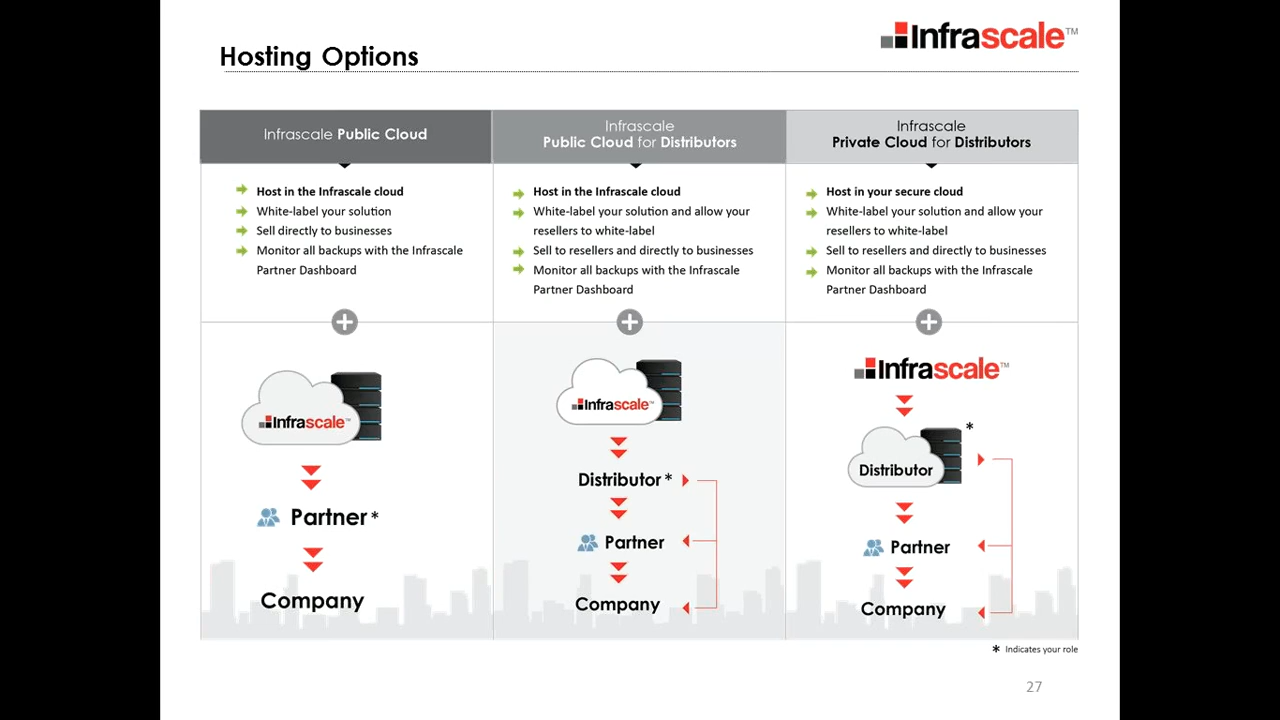 Hosting Options
Infrascale™
Infrascale Public Cloud
Host in the Infrascale cloud
White-label your solution
Sell directly to businesses
Monitor all backups with the Infrascale
Partner Dashboard
Infrascale™
Partner *
Company
Infrascale
Public Cloud for Distributors
Host in the Infrascale cloud
White-label your solution and allow your
resellers to white-label
Sell to resellers and directly to businesses
Monitor all backups with the Infrascale
Partner Dashboard
Infrascale™
Distributor *
Partner
Company
Infrascale
Private Cloud for Distributors
Host in your secure cloud
White-label your solution and allow your
resellers to white-label
Sell to resellers and directly to businesses
Monitor all backups with the Infrascale
Partner Dashboard
Infrascale™
*
Distributor
Partner
Company
* Indicates your role
27